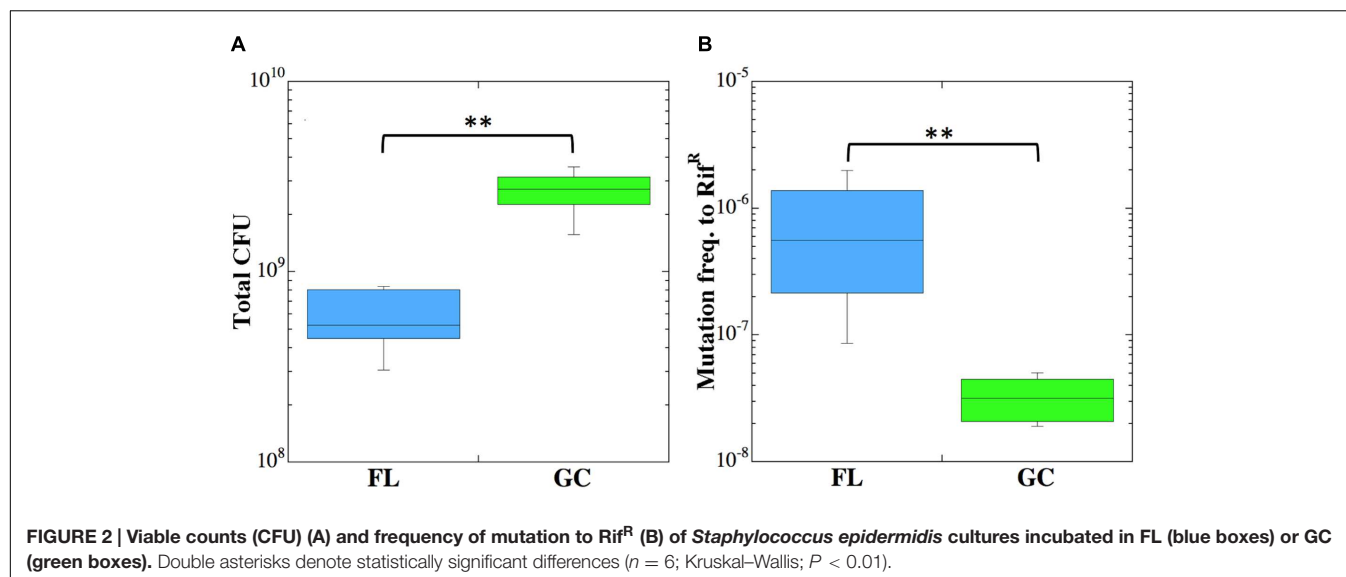 A
B
10^10
10^9
10^8
Total CFU
**
FL
GC
10^-5
10^-6
10^-7
10^-8
Mutation freq. to Rif^R
**
FL
GC
FIGURE 2 | Viable counts (CFU) (A) and frequency of mutation to Rif^R (B) of Staphylococcus epidermidis cultures incubated in FL (blue boxes) or GC
(green boxes). Double asterisks denote statistically significant differences (n = 6; Kruskal–Wallis; P < 0.01).